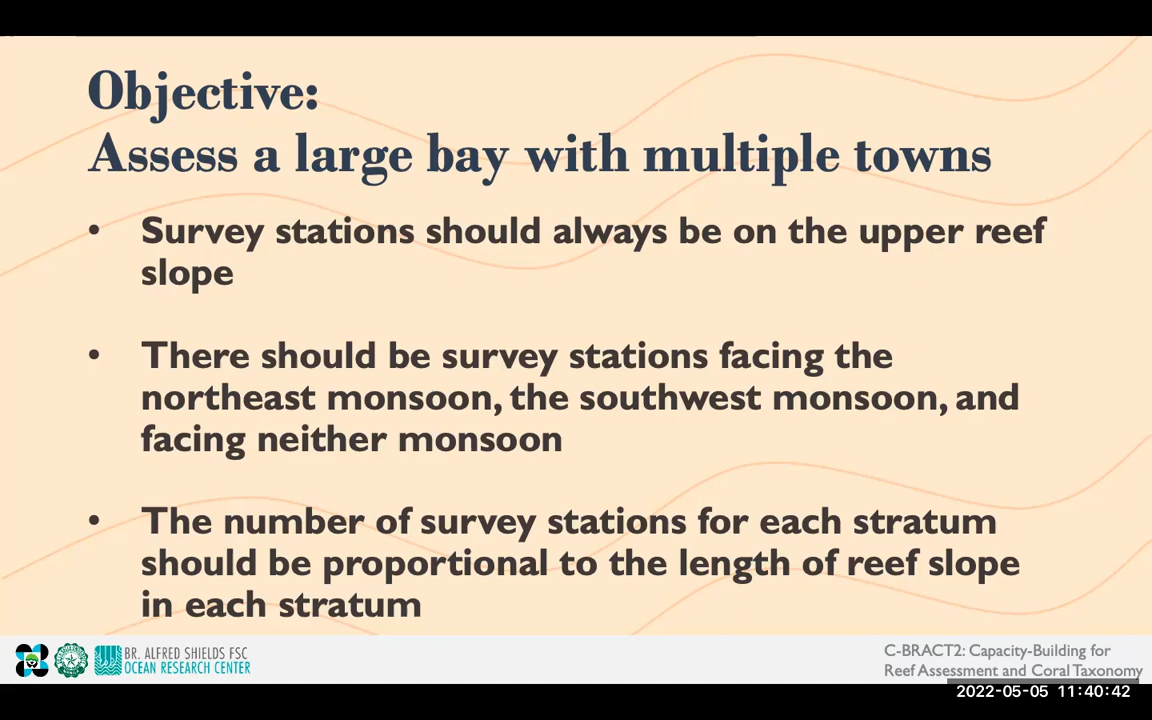 Objective:
Assess a large bay with multiple towns
• Survey stations should always be on the upper reef
slope
• There should be survey stations facing the
northeast monsoon, the southwest monsoon, and
facing neither monsoon
• The number of survey stations for each stratum
should be proportional to the length of reef slope
in each stratum
BR. ALFRED SHIELDS FSC
OCEAN RESEARCH CENTER
C-BRACT2: Capacity-Building for
Reef Assessment and Coral Taxonomy
2022-05-05 11:40:42